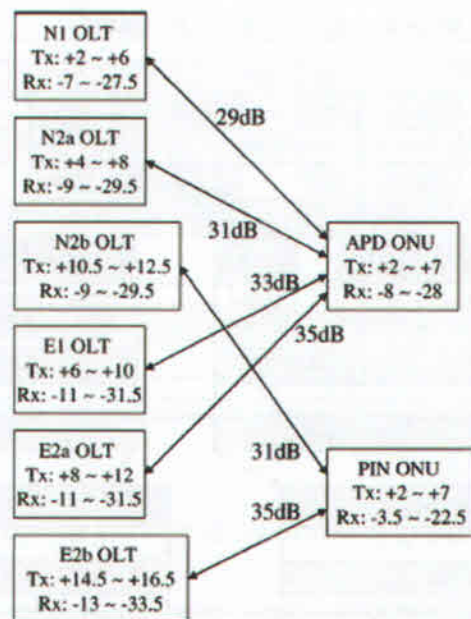 N1 OLT
Tx: +2 ~ +6
Rx: -7 ~ -27.5
29dB
N2a OLT
Tx: +4 ~ +8
Rx: -9 ~ -29.5
31dB
N2b OLT
Tx: +10.5 ~ +12.5
Rx: -9 ~ -29.5
APD ONU
Tx: +2 ~ +7
Rx: -8 ~ -28
33dB
E1 OLT
Tx: +6 ~ +10
Rx: -11 ~ -31.5
35dB
E2a OLT
Tx: +8 ~ +12
Rx: -11 ~ -31.5
31dB
PIN ONU
Tx: +2 ~ +7
Rx: -3.5 ~ -22.5
35dB
E2b OLT
Tx: +14.5 ~ +16.5
Rx: -13 ~ -33.5